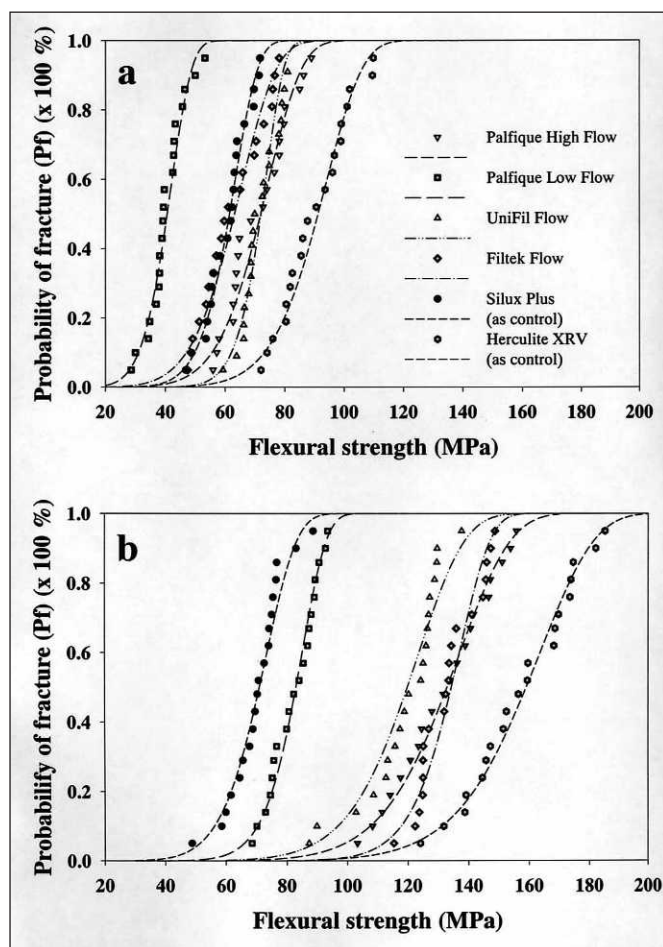 a
Probability of fracture (Pf) (x 100 %)
1.0
0.8
0.6
0.4
0.2
0.0
Palfique High Flow
Palfique Low Flow
UniFil Flow
Filtek Flow
Silux Plus
(as control)
Herculite XRV
(as control)
20 40 60 80 100 120 140 160 180 200
Flexural strength (MPa)
b
Probability of fracture (Pf) (x 100 %)
1.0
0.8
0.6
0.4
0.2
0.0
40 60 80 100 120 140 160 180 200
Flexural strength (MPa)